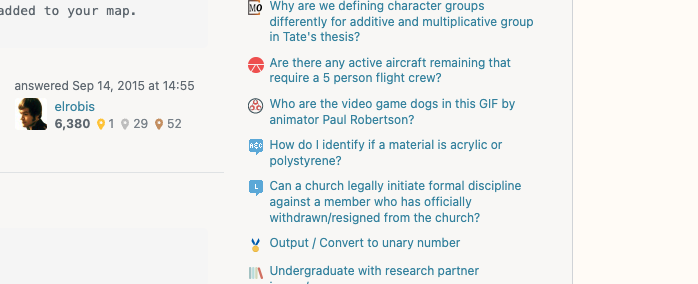 added to your map.
answered Sep 14, 2015 at 14:55
elrobis
6,380 1 29 52
Why are we defining character groups
differently for additive and multiplicative group
in Tate's thesis?
Are there any active aircraft remaining that
require a 5 person flight crew?
Who are the video game dogs in this GIF by
animator Paul Robertson?
How do I identify if a material is acrylic or
polystyrene?
Can a church legally initiate formal discipline
against a member who has officially
withdrawn/resigned from the church?
Output / Convert to unary number
Undergraduate with research partner